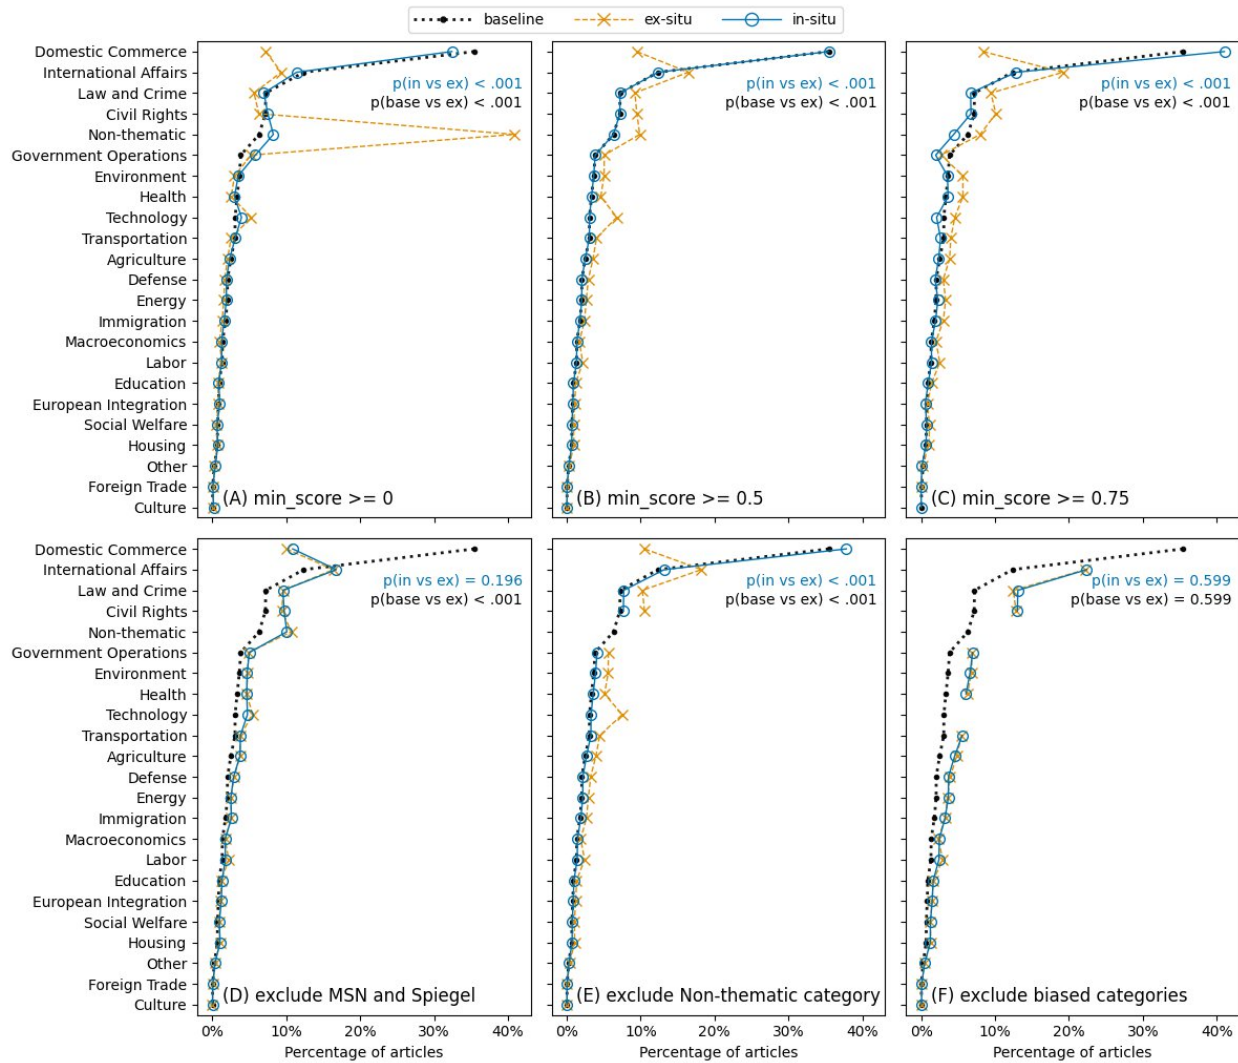 baseline ex-situ in-situ
Domestic Commerce
International Affairs
Law and Crime
Civil Rights
Non-thematic
Government Operations
Environment
Health
Technology
Transportation
Agriculture
Defense
Energy
Immigration
Macroeconomics
Labor
Education
European Integration
Social Welfare
Housing
Other
Foreign Trade
Culture
p(in vs ex) < .001
p(base vs ex) < .001
(A) min_score >= 0
p(in vs ex) < .001
p(base vs ex) < .001
(B) min_score >= 0.5
p(in vs ex) < .001
p(base vs ex) < .001
(C) min_score >= 0.75
Domestic Commerce
International Affairs
Law and Crime
Civil Rights
Non-thematic
Government Operations
Environment
Health
Technology
Transportation
Agriculture
Defense
Energy
Immigration
Macroeconomics
Labor
Education
European Integration
Social Welfare
Housing
Other
Foreign Trade
Culture
p(in vs ex) = 0.196
p(base vs ex) < .001
(D) exclude MSN and Spiegel
0% 10% 20% 30% 40%
Percentage of articles
p(in vs ex) < .001
p(base vs ex) < .001
(E) exclude Non-thematic category
0% 10% 20% 30% 40%
Percentage of articles
p(in vs ex) = 0.599
p(base vs ex) = 0.599
(F) exclude biased categories
0% 10% 20% 30% 40%
Percentage of articles